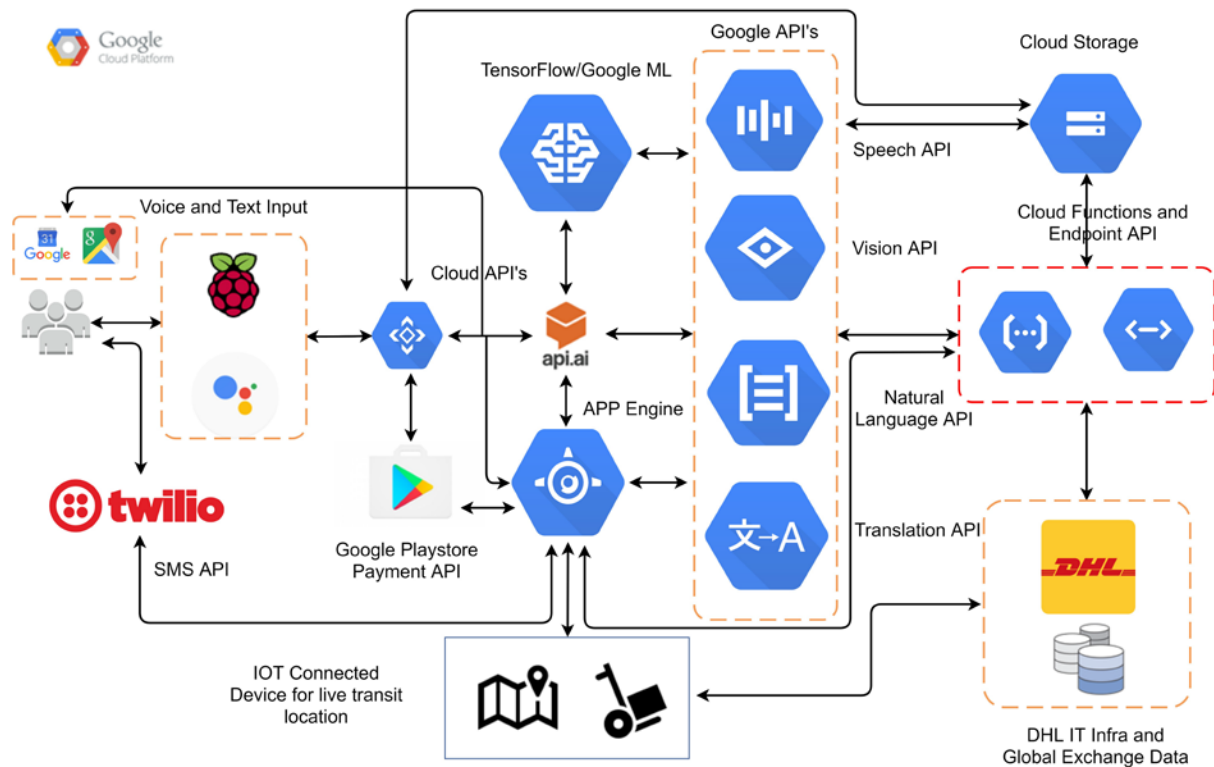 Google
Cloud Platform
Google API's
Cloud Storage
TensorFlow/Google ML
Speech API
Voice and Text Input
Cloud Functions and
Endpoint API
31
Google
8
Vision API
Cloud API's
api.ai
APP Engine
Natural
Language API
twilio
文→A
Translation API
DHL
Google Playstore
Payment API
SMS API
IOT Connected
Device for live transit
location
DHL IT Infra and
Global Exchange Data